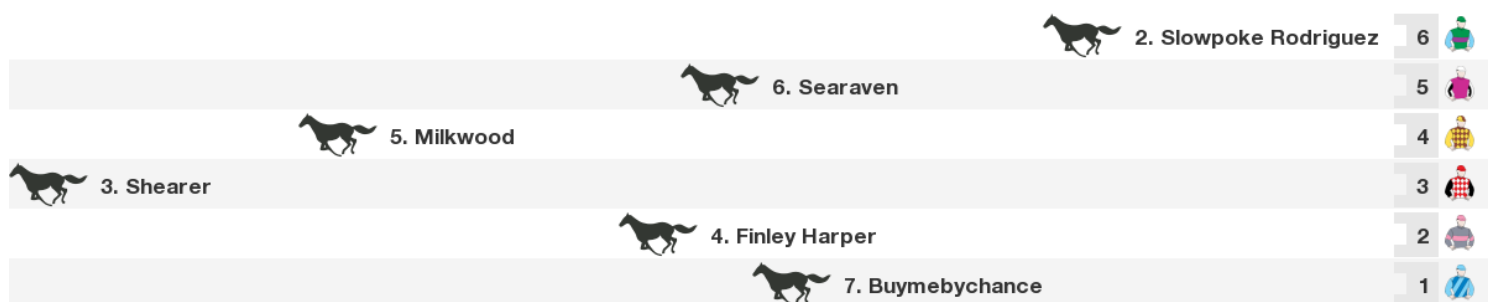 2. Slowpoke Rodriguez 6
6. Searaven 5
5. Milkwood 4
3. Shearer 3
4. Finley Harper 2
7. Buymebychance 1